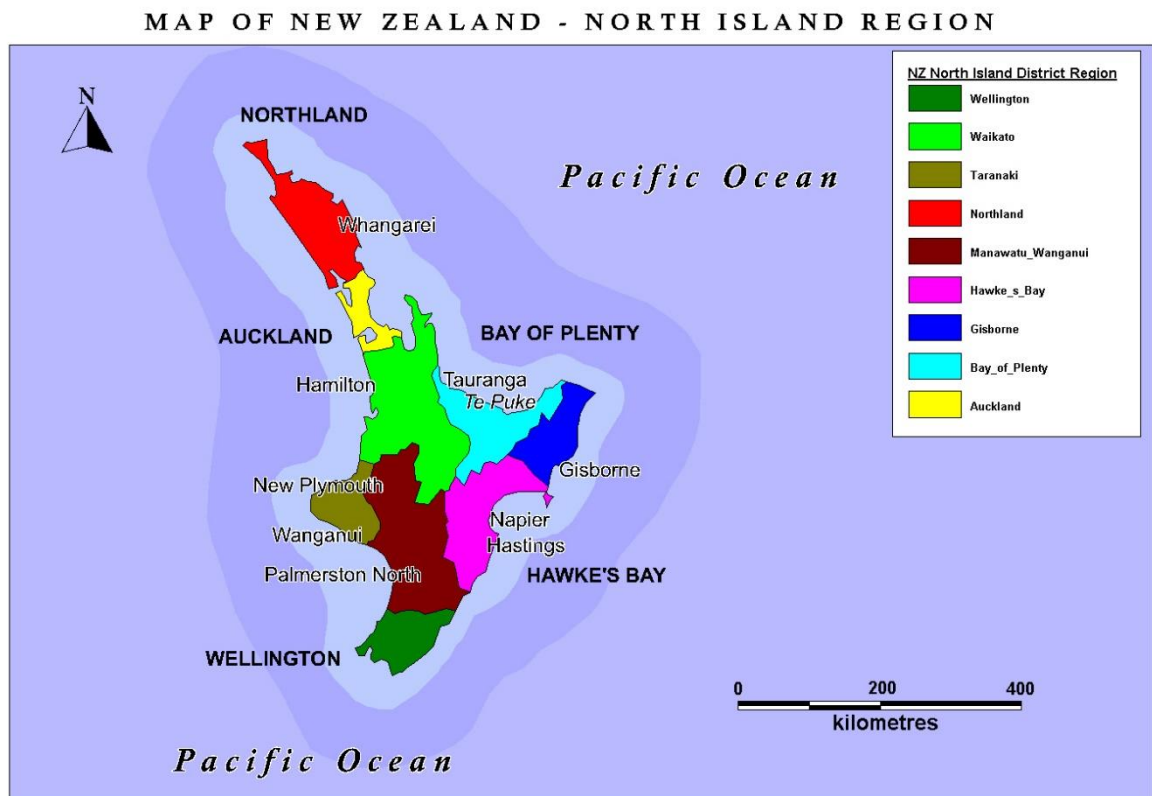 MAP OF NEW ZEALAND - NORTH ISLAND REGION
NZ North Island District Region
Wellington
Waikato
Taranaki
Northland
Manawatu_Wanganui
Hawke_s_Bay
Gisborne
Bay_of_Plenty
Auckland
N
NORTHLAND
Pacific Ocean
Whangarei
AUCKLAND
BAY OF PLENTY
Hamilton
Tauranga
Te Puke
Gisborne
New Plymouth
Napier
Wanganui
Hastings
Palmerston North
HAWKE'S BAY
WELLINGTON
0 200 400
kilometres
Pacific Ocean